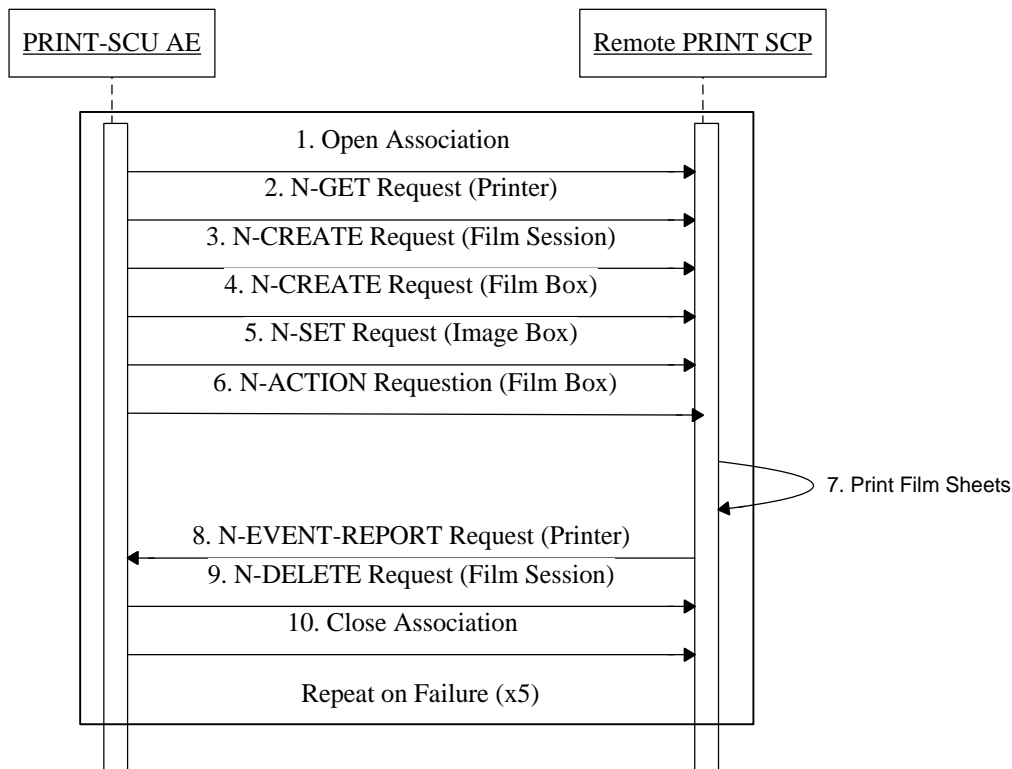 PRINT-SCU AE
Remote PRINT SCP
1. Open Association
2. N-GET Request (Printer)
3. N-CREATE Request (Film Session)
4. N-CREATE Request (Film Box)
5. N-SET Request (Image Box)
6. N-ACTION Requestion (Film Box)
7. Print Film Sheets
8. N-EVENT-REPORT Request (Printer)
9. N-DELETE Request (Film Session)
10. Close Association
Repeat on Failure (x5)